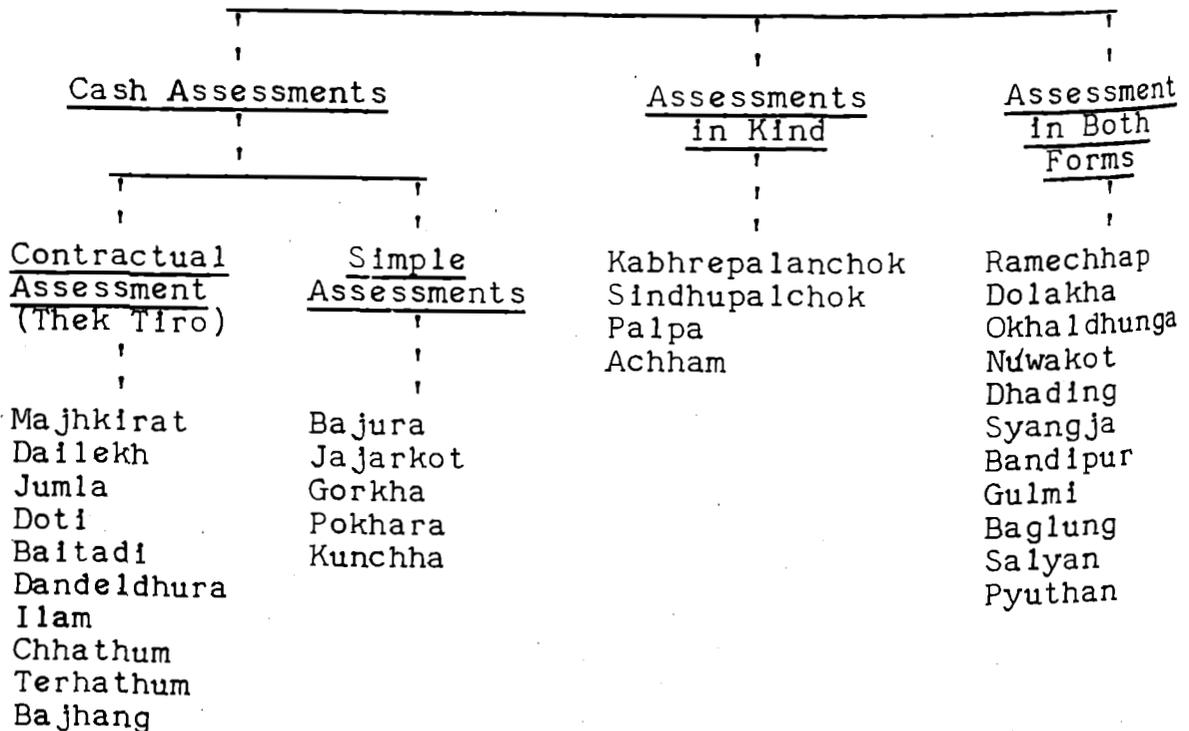 Cash Assessments
Assessments
in Kind
Assessment
in Both
Forms
Contractual
Assessment
(Thek Tiro)
Majhkirat
Dailekh
Jumla
Doti
Baitadi
Dandeldhura
Ilam
Chhathum
Terhathum
Bajhang
Simple
Assessments
Bajura
Jajarkot
Gorkha
Pokhara
Kunchha
Kabhrepalanchok
Sindhupalchok
Palpa
Achham
Ramechhap
Dolakha
Okhaldhunga
Nuwakot
Dhading
Syangja
Bandipur
Gulmi
Baglung
Salyan
Pyuthan